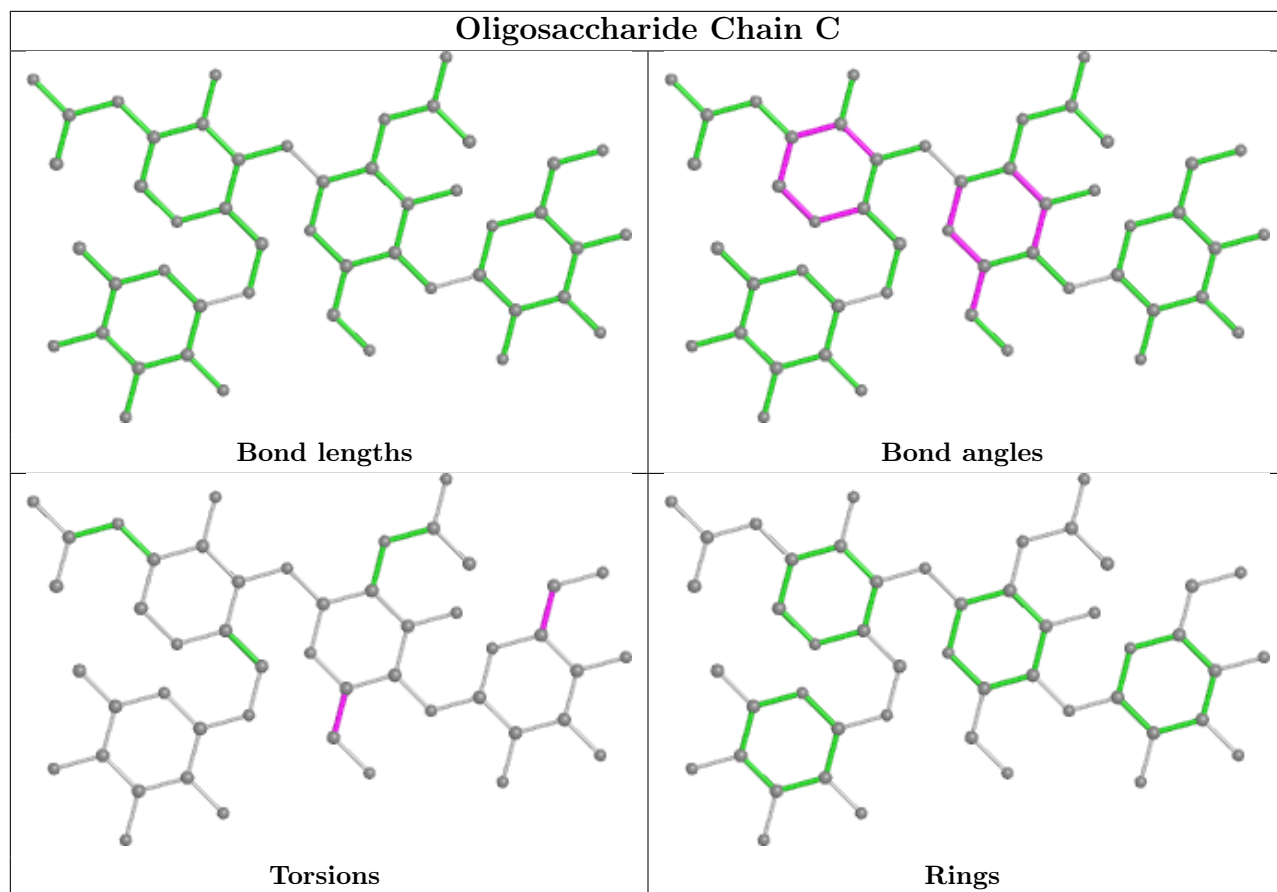 Oligosaccharide Chain C
Bond lengths
Bond angles
Torsions
Rings